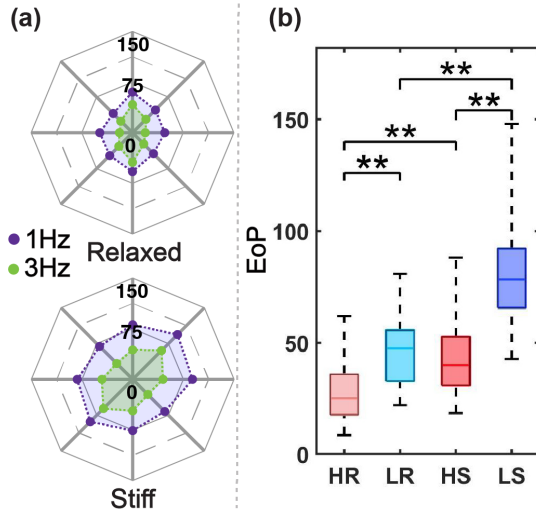 (a)
150
75
0
Relaxed
1Hz
3Hz
150
75
0
Stiff
(b)
EoP
150
100
50
0
**
**
**
**
HR LR HS LS